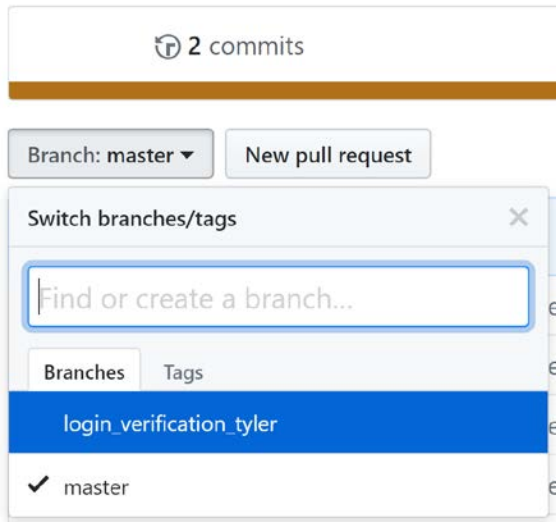 2 commits
Branch: master New pull request
Switch branches/tags
Find or create a branch...
Branches Tags
login_verification_tyler
master